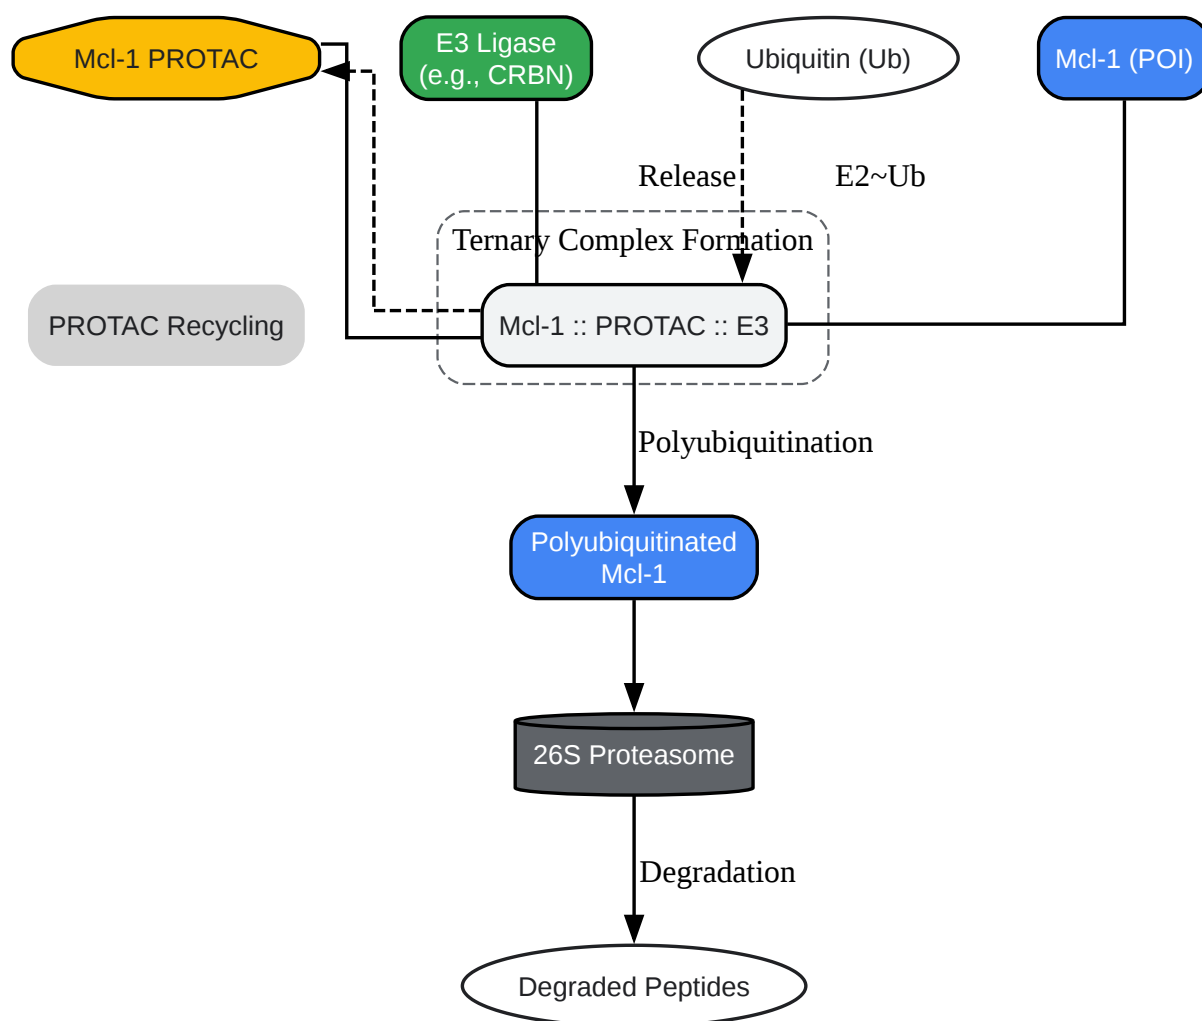 Mcl-1 PROTAC
E3 Ligase
(e.g., CRBN)
Ubiquitin (Ub)
Mcl-1 (POI)
Release
E2~Ub
Ternary Complex Formation
PROTAC Recycling
Mcl-1 :: PROTAC :: E3
Polyubiquitination
Polyubiquitinated
Mcl-1
26S Proteasome
Degradation
Degraded Peptides